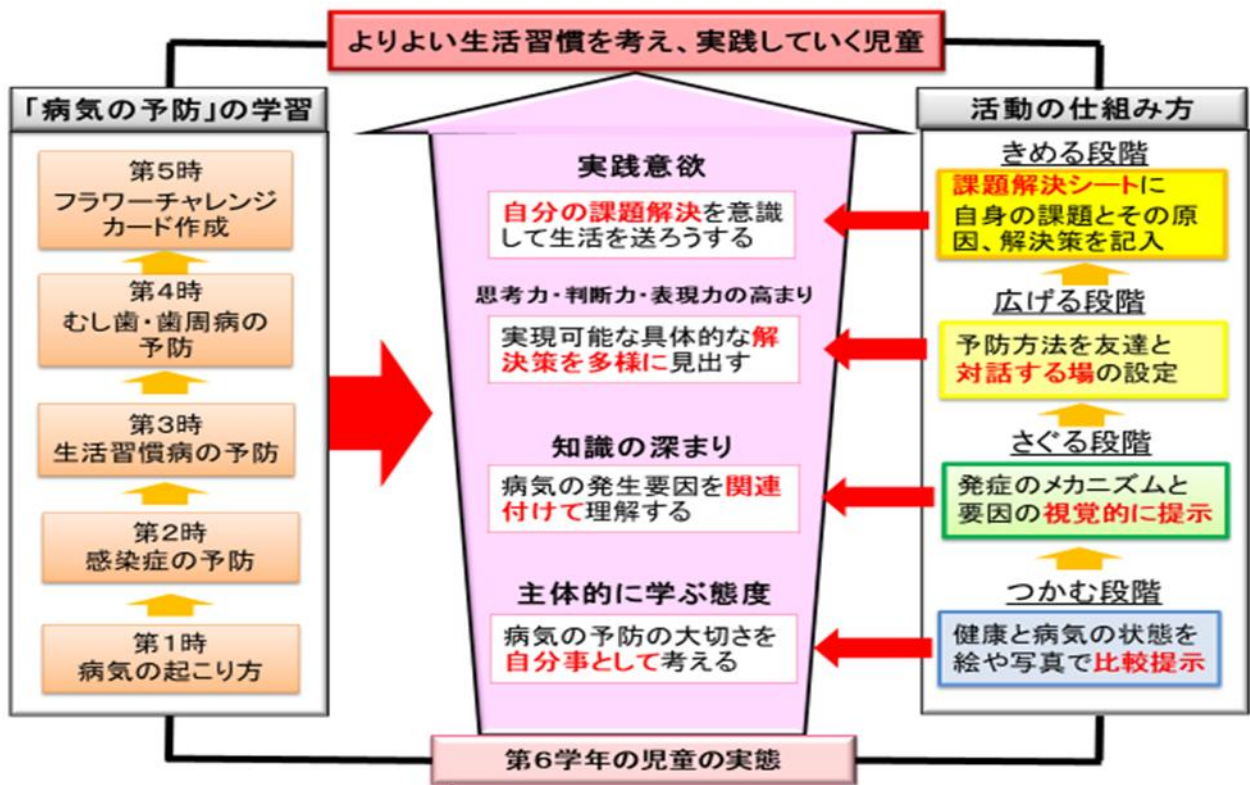 よりよい生活習慣を考え、実践していく児童
「病気の予防」の学習
第5時
フラワーチャレンジ
カード作成
第4時
むし歯・歯周病の
予防
第3時
生活習慣病の予防
第2時
感染症の予防
第1時
病気の起こり方
実践意欲
自分の課題解決を意識
して生活を送ろうする
思考力・判断力・表現力の高まり
実現可能な具体的な解
決策を多様に見出す
知識の深まり
病気の発生要因を関連
付けて理解する
主体的に学ぶ態度
病気の予防の大切さを
自分事として考える
活動の仕組み方
きめる段階
課題解決シートに
自身の課題とその原
因、解決策を記入
広げる段階
予防方法を友達と
対話する場の設定
さぐる段階
発症のメカニズムと
要因の視覚的に提示
つかむ段階
健康と病気の状態を
絵や写真で比較提示
第6学年の児童の実態